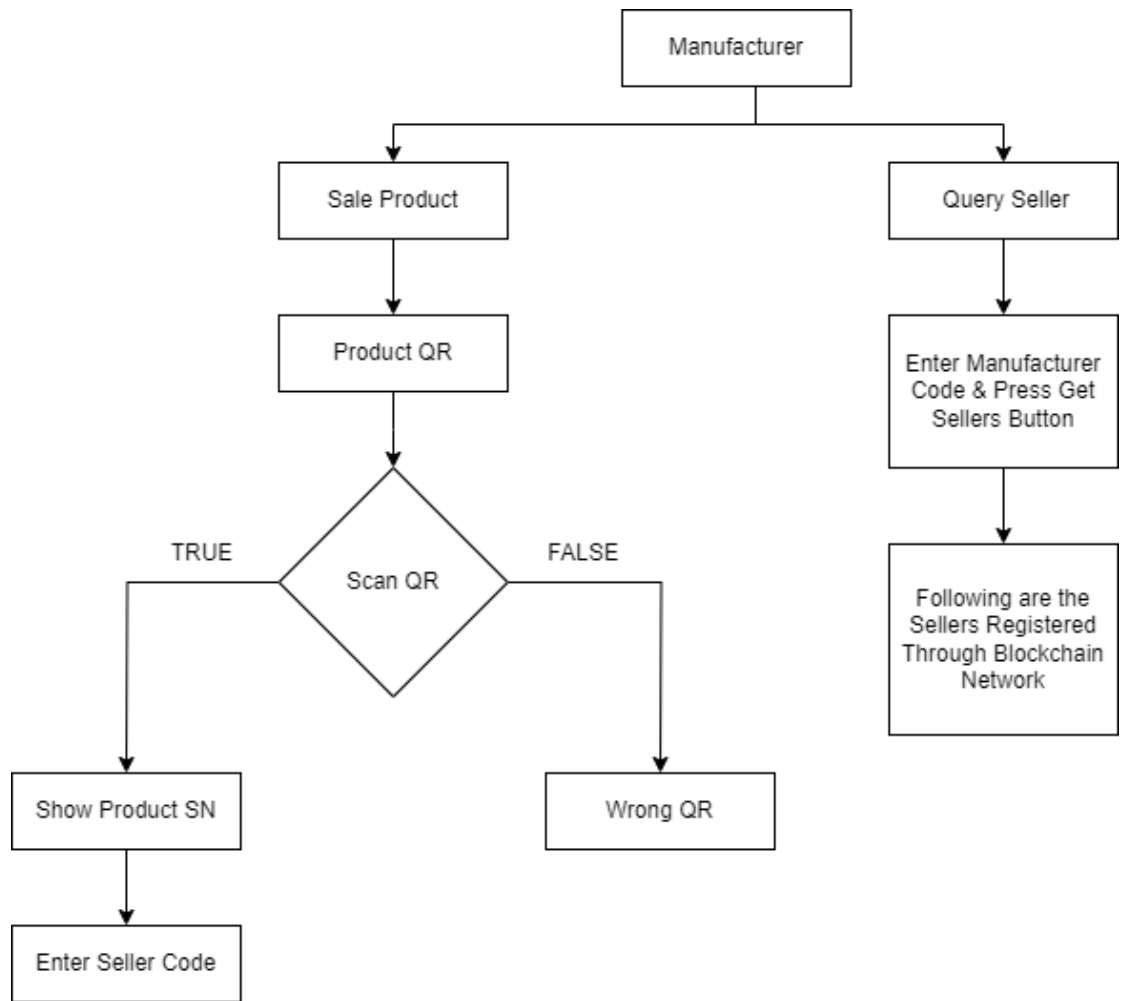 Manufacturer
Sale Product
Query Seller
Product QR
Enter Manufacturer
Code & Press Get
Sellers Button
TRUE
FALSE
Scan QR
Following are the
Sellers Registered
Through Blockchain
Network
Show Product SN
Wrong QR
Enter Seller Code